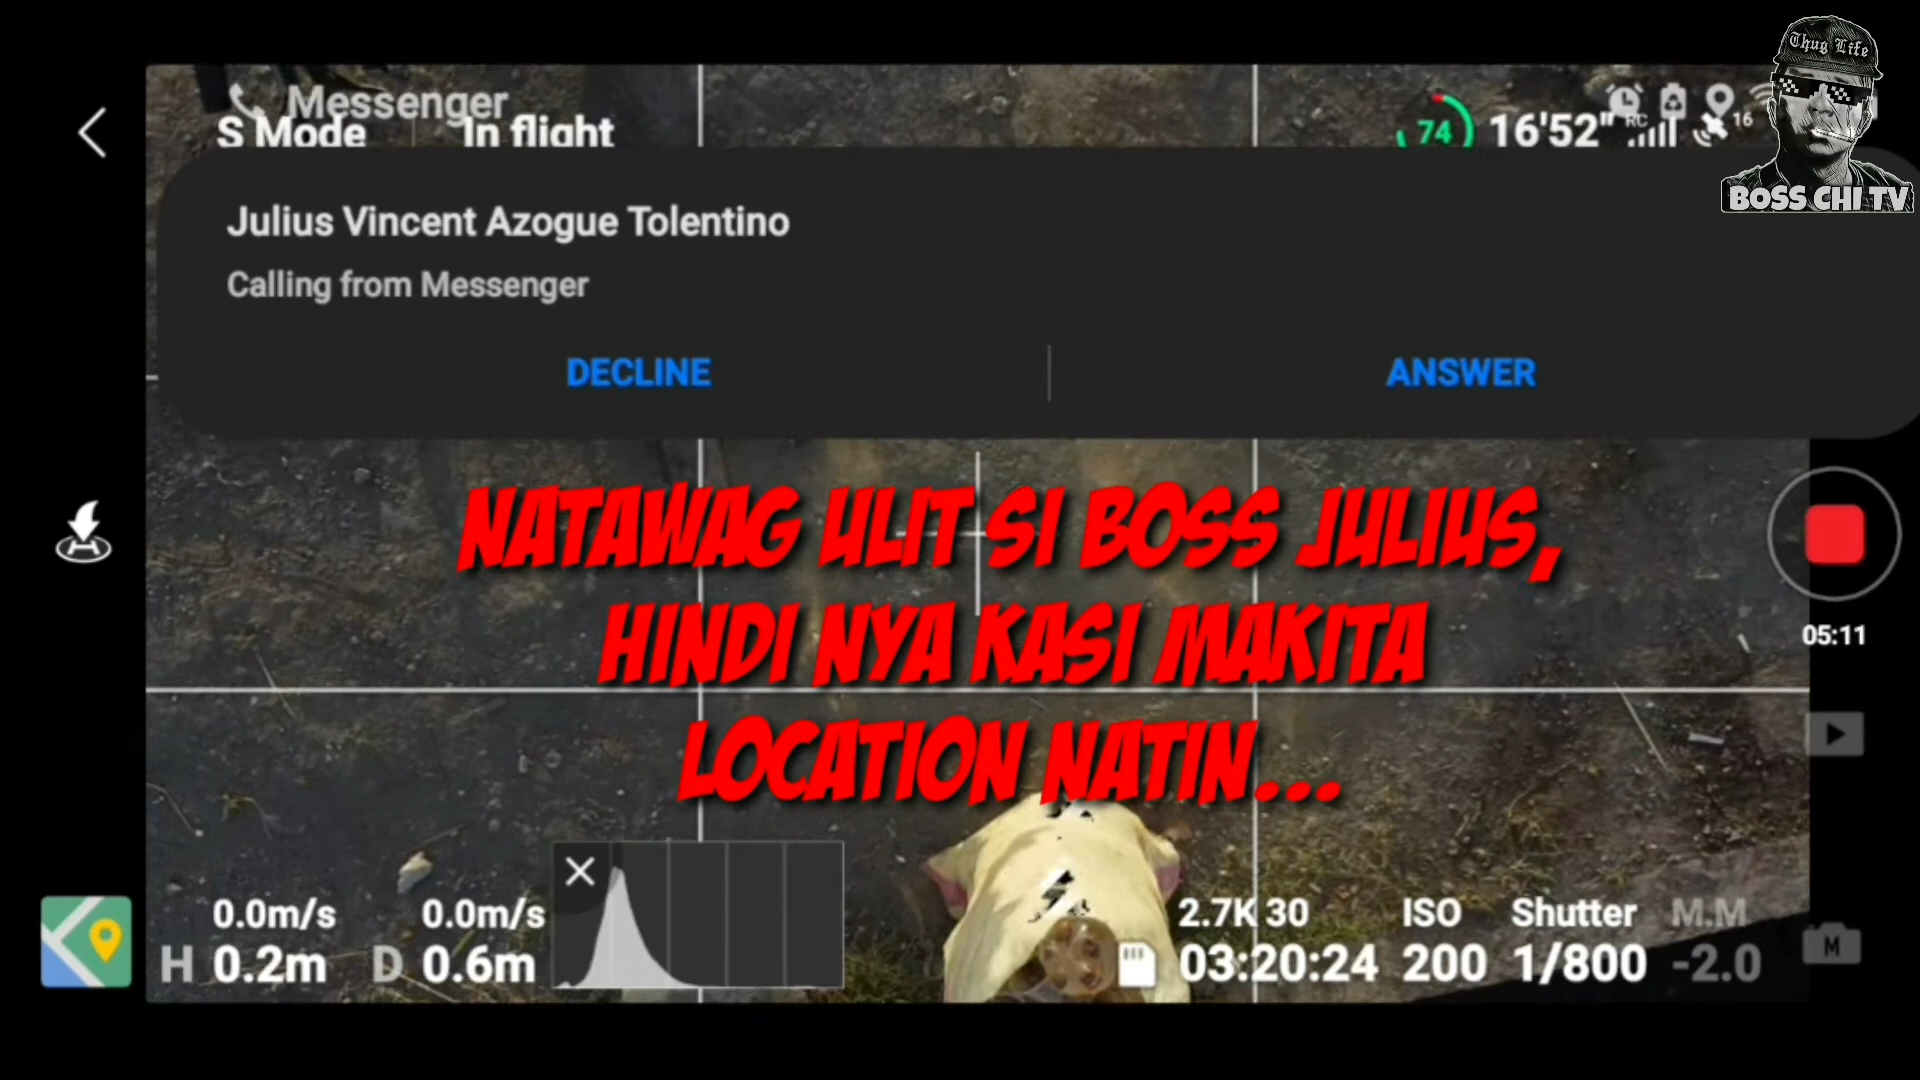 Thug Life
Messenger
S Mode In flight
74 16'52" RC 16
BOSS CHI TV
Julius Vincent Azogue Tolentino
Calling from Messenger
DECLINE ANSWER
NATAWAG ULIT SI BOSS JULIUS,
HINDI NYA KASI MAKITA
LOCATION NATIN...
05:11
0.0m/s 0.0m/s 2.7K 30 ISO Shutter M.M
H 0.2m D 0.6m 03:20:24 200 1/800 -2.0 M